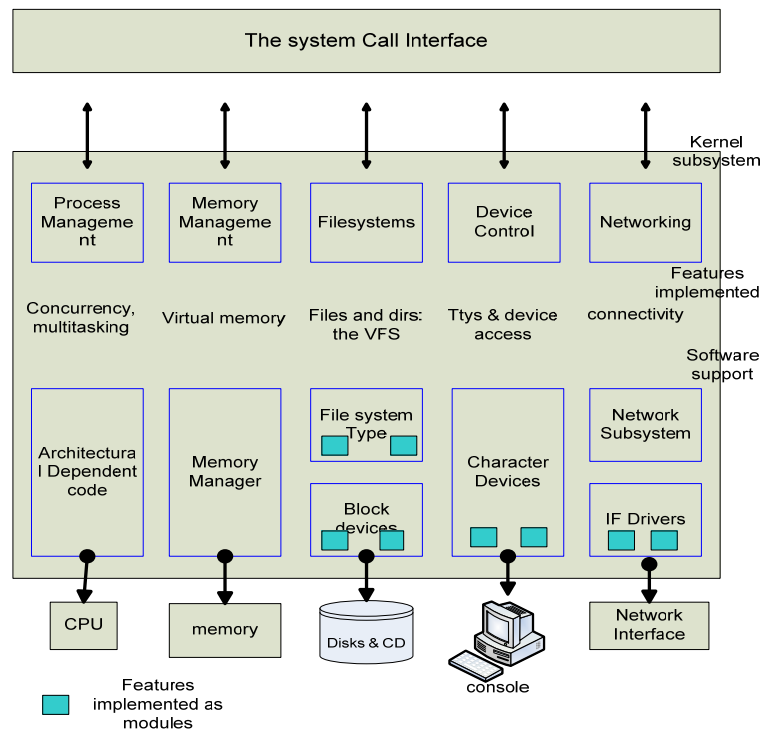 The system Call Interface
Kernel
subsystem
Process
Manageme
nt
Memory
Manageme
nt
Filesystems
Device
Control
Networking
Features
implemented
Concurrency,
multitasking
Virtual memory
Files and dirs:
the VFS
Ttys & device
access
connectivity
Software
support
Architectura
l Dependent
code
Memory
Manager
File system
Type
Block
devices
Character
Devices
Network
Subsystem
IF Drivers
CPU
memory
Disks & CD
console
Network
Interface
Features
implemented as
modules